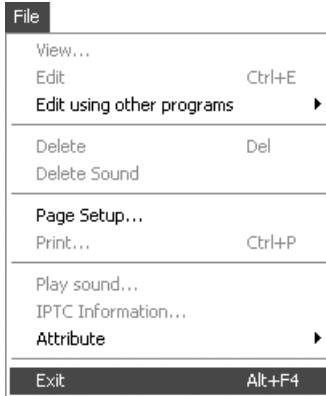 File
View...
Edit Ctrl+E
Edit using other programs
Delete Del
Delete Sound
Page Setup...
Print... Ctrl+P
Play sound...
IPTC Information...
Attribute
Exit Alt+F4